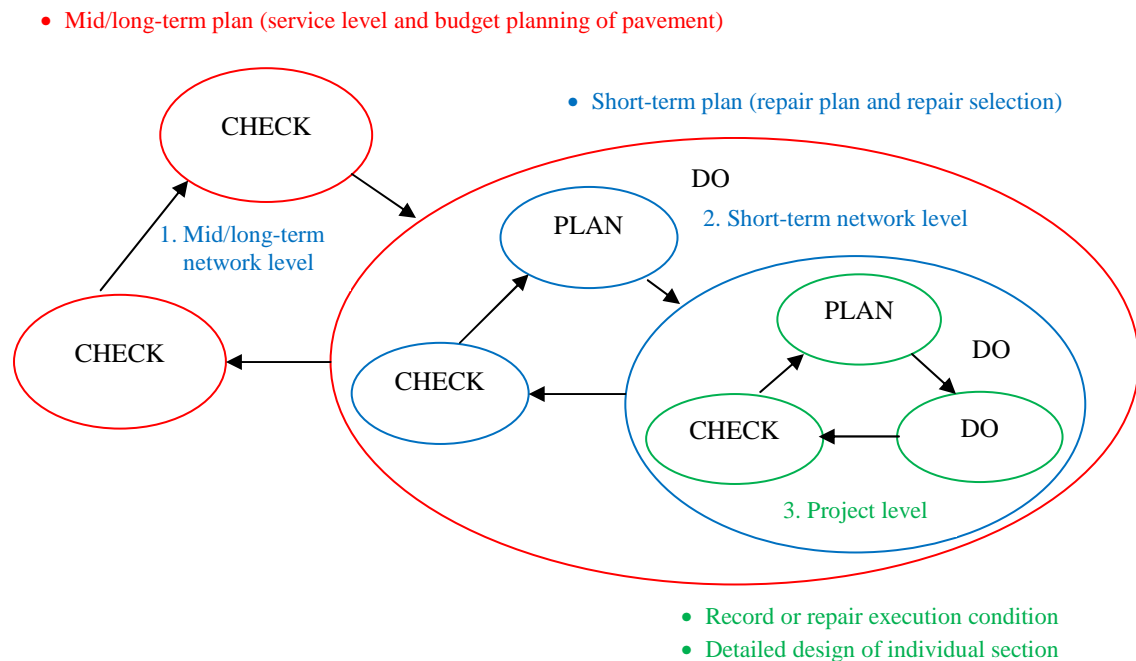 • Mid/long-term plan (service level and budget planning of pavement)
• Short-term plan (repair plan and repair selection)
CHECK
DO
PLAN
2. Short-term network level
1. Mid/long-term
network level
PLAN
CHECK
DO
CHECK
CHECK
DO
3. Project level
• Record or repair execution condition
• Detailed design of individual section